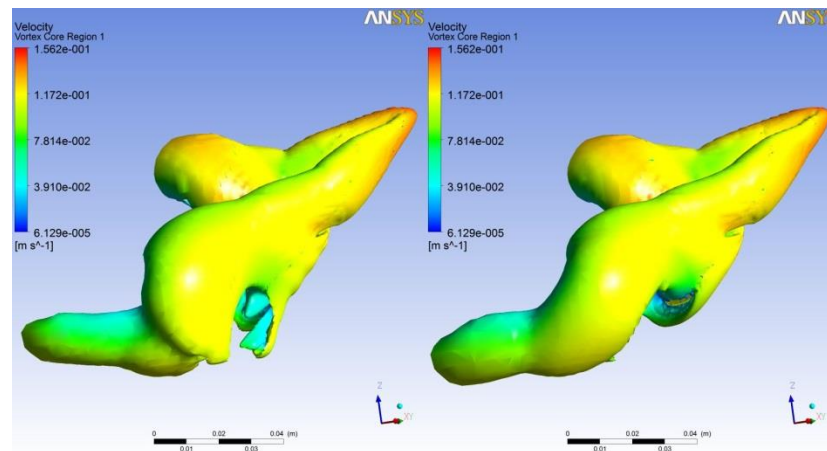 ANSYS
Velocity
Vortex Core Region 1
1.562e-001
1.172e-001
7.814e-002
3.910e-002
6.129e-005
[m s^-1]
Z
XY
0 0.02 0.04 (m)
0.01 0.03
ANSYS
Velocity
Vortex Core Region 1
1.562e-001
1.172e-001
7.814e-002
3.910e-002
6.129e-005
[m s^-1]
Z
XY
0 0.02 0.04 (m)
0.01 0.03